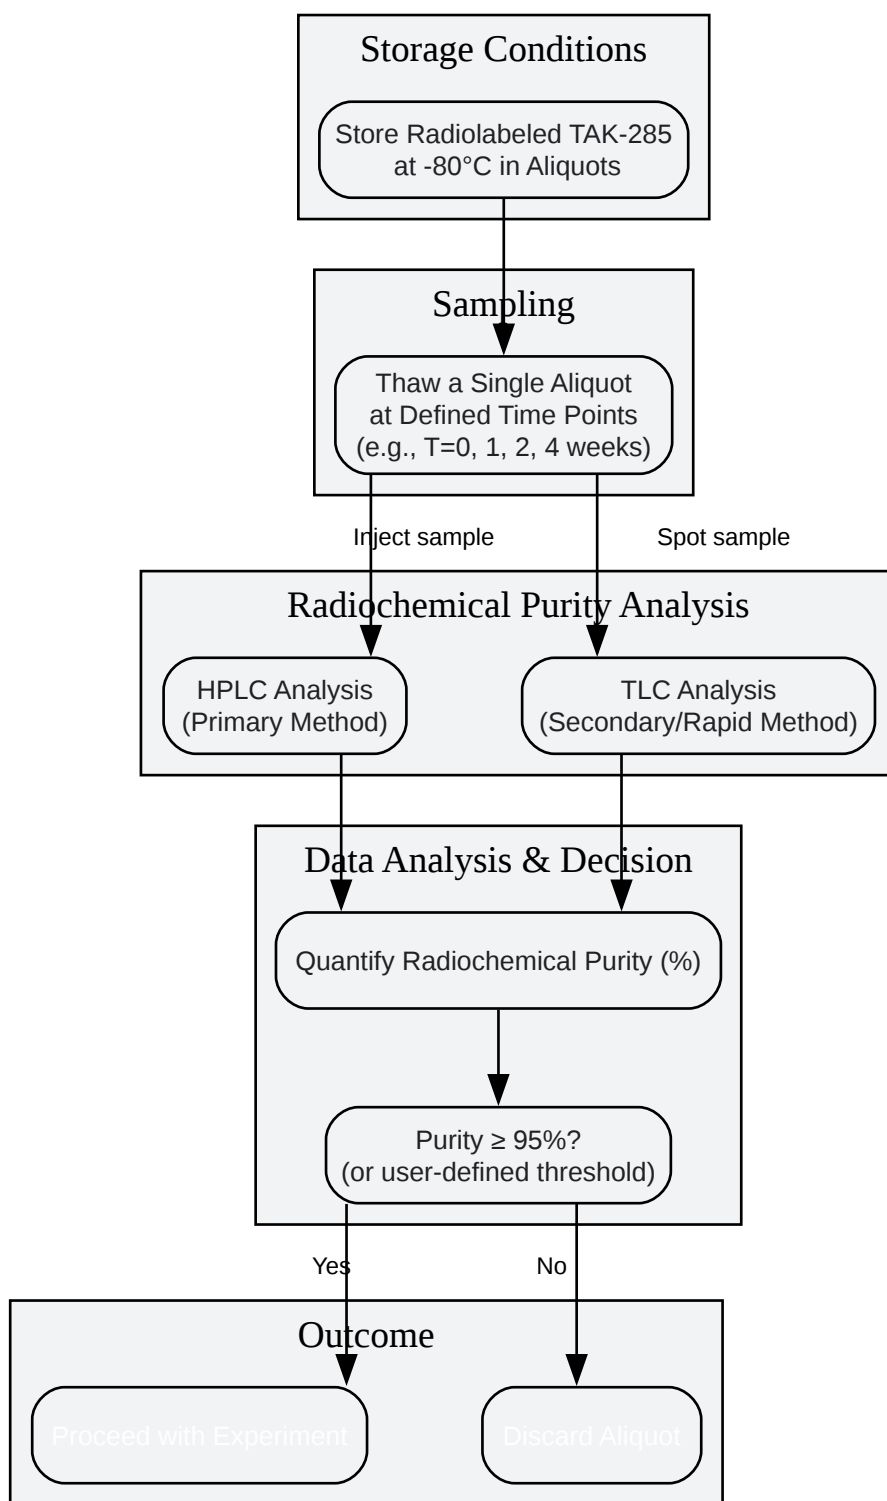 Storage Conditions
Store Radiolabeled TAK-285
at -80°C in Aliquots
Sampling
Thaw a Single Aliquot
at Defined Time Points
(e.g., T=0, 1, 2, 4 weeks)
Inject sample
Spot sample
Radiochemical Purity Analysis
HPLC Analysis
(Primary Method)
TLC Analysis
(Secondary/Rapid Method)
Data Analysis & Decision
Quantify Radiochemical Purity (%)
Purity ≥ 95%?
(or user-defined threshold)
Yes
No
Outcome
Proceed with Experiment
Discard Aliquot